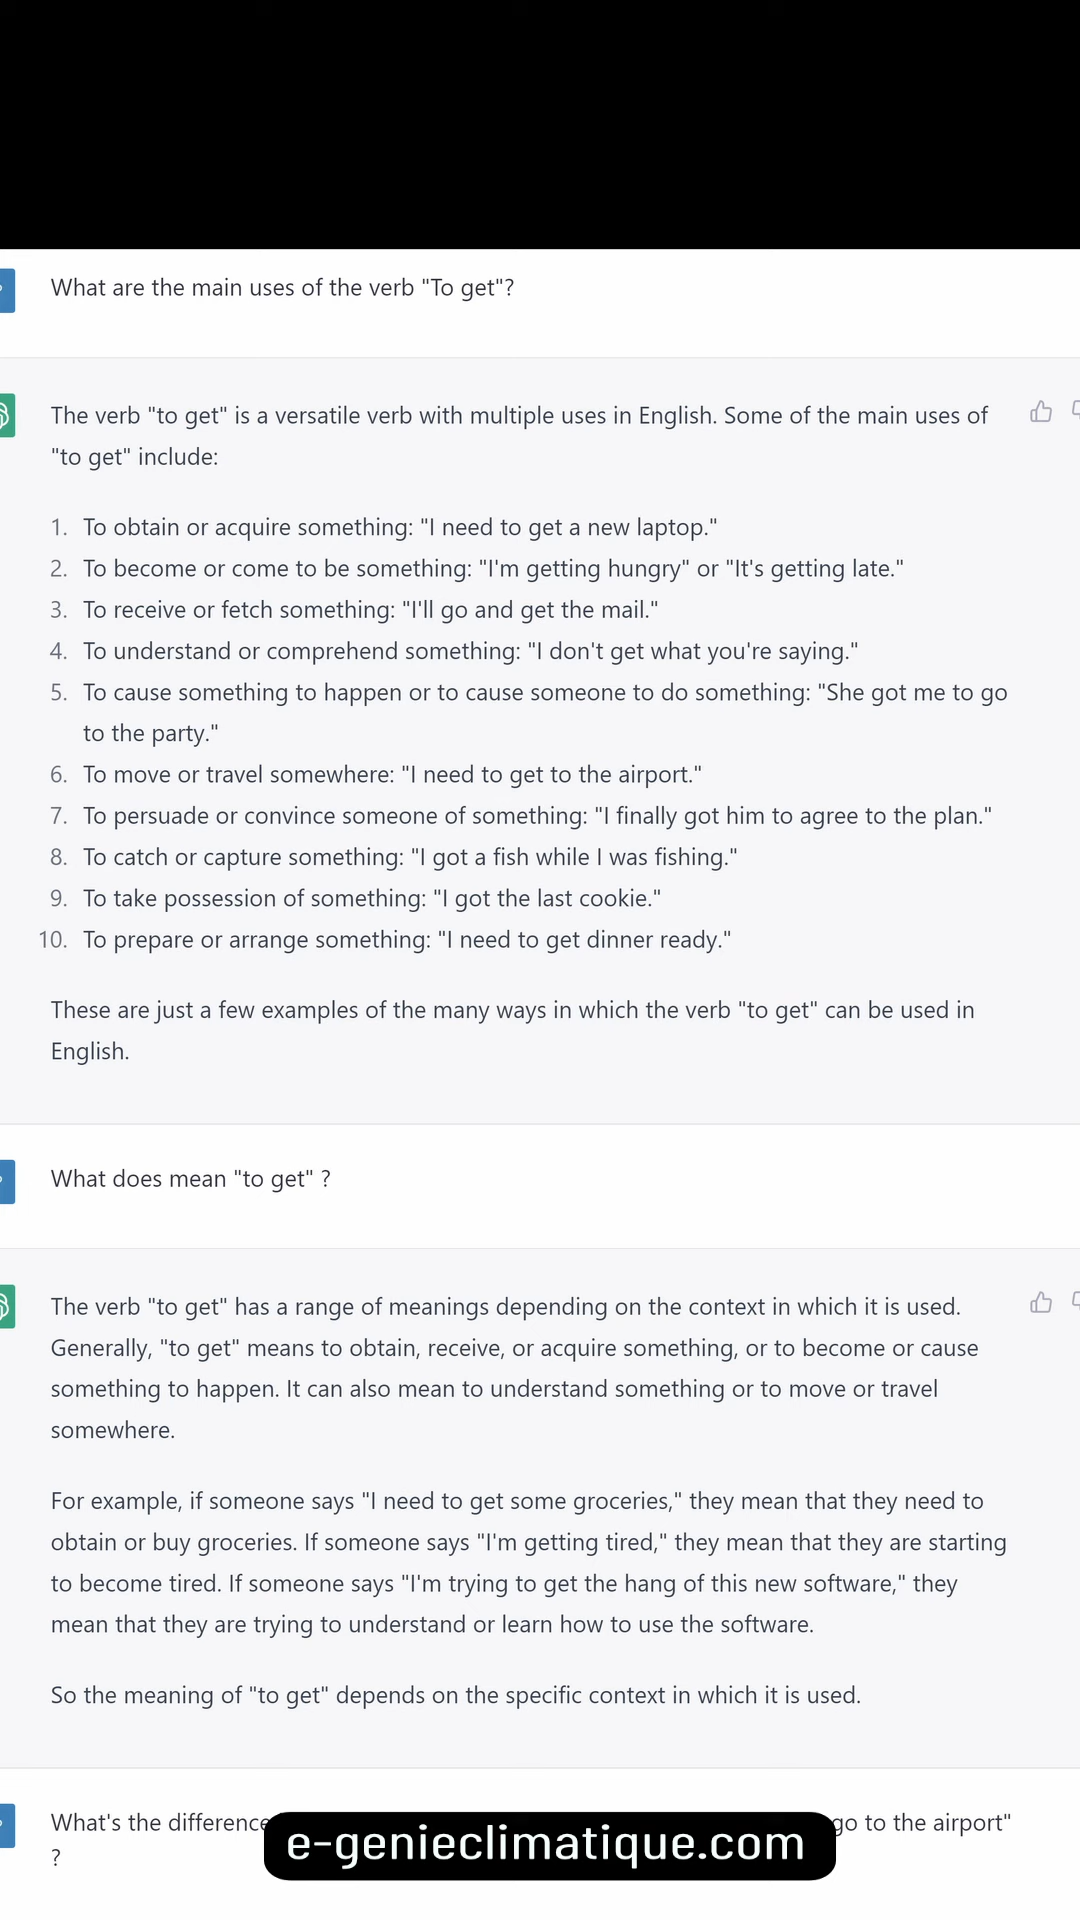 What are the main uses of the verb "To get"?
The verb "to get" is a versatile verb with multiple uses in English. Some of the main uses of
"to get" include:
1. To obtain or acquire something: "I need to get a new laptop."
2. To become or come to be something: "I'm getting hungry" or "It's getting late."
3. To receive or fetch something: "I'll go and get the mail."
4. To understand or comprehend something: "I don't get what you're saying."
5. To cause something to happen or to cause someone to do something: "She got me to go
to the party."
6. To move or travel somewhere: "I need to get to the airport."
7. To persuade or convince someone of something: "I finally got him to agree to the plan."
8. To catch or capture something: "I got a fish while I was fishing."
9. To take possession of something: "I got the last cookie."
10. To prepare or arrange something: "I need to get dinner ready."
These are just a few examples of the many ways in which the verb "to get" can be used in
English.
What does mean "to get" ?
The verb "to get" has a range of meanings depending on the context in which it is used.
Generally, "to get" means to obtain, receive, or acquire something, or to become or cause
something to happen. It can also mean to understand something or to move or travel
somewhere.
For example, if someone says "I need to get some groceries," they mean that they need to
obtain or buy groceries. If someone says "I'm getting tired," they mean that they are starting
to become tired. If someone says "I'm trying to get the hang of this new software," they
mean that they are trying to understand or learn how to use the software.
So the meaning of "to get" depends on the specific context in which it is used.
What's the difference go to the airport"
?
e-genieclimatique.com